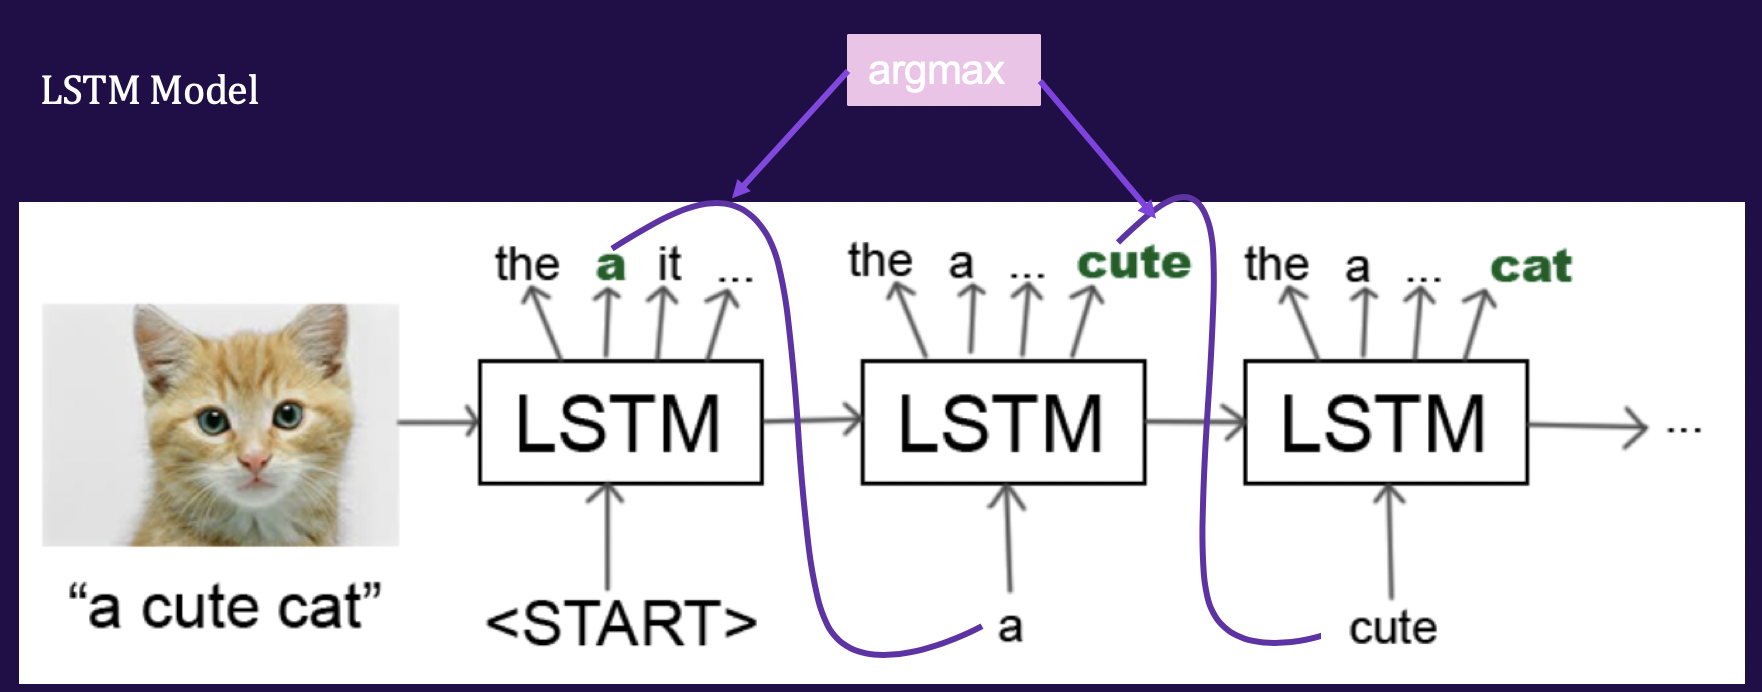 argmax
LSTM Model
the a it ...
the a ... cute
the a ... cat
LSTM
LSTM
LSTM
...
“a cute cat”
<START>
a
cute